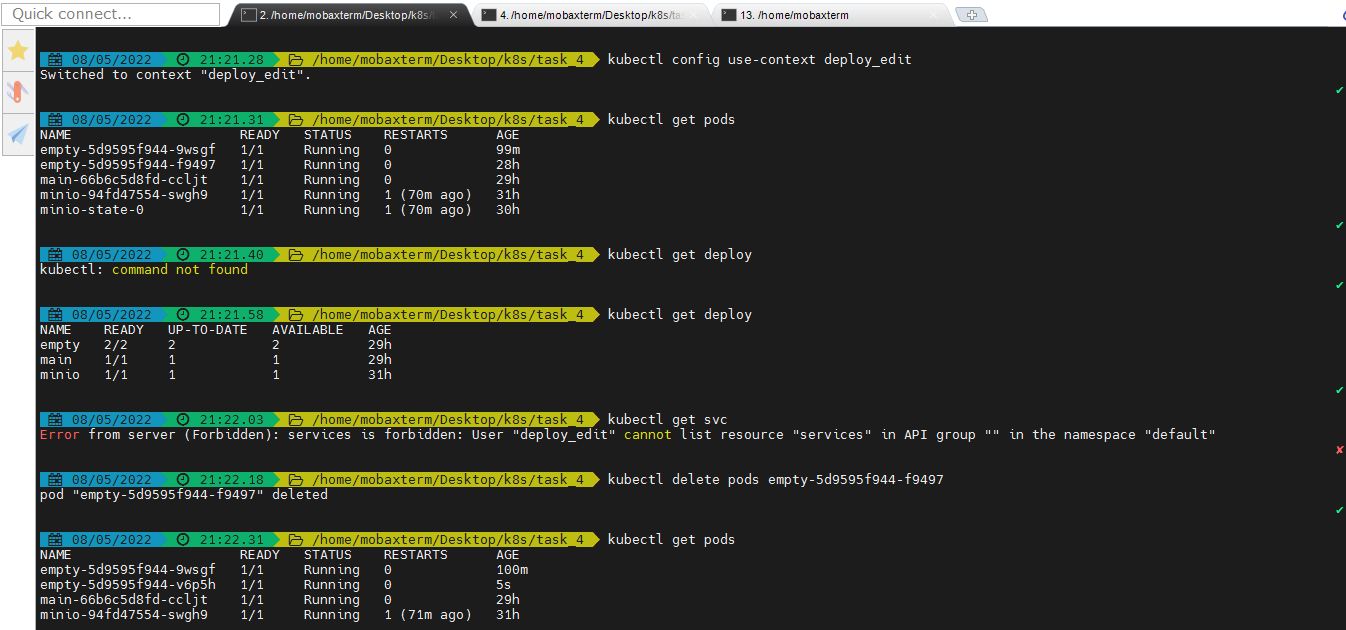 Quick connect...
2. /home/mobaxterm/Desktop/k8s/
4. /home/mobaxterm/Desktop/k8s/ta
13. /home/mobaxterm
08/05/2022 21:21.28 /home/mobaxterm/Desktop/k8s/task_4 kubectl config use-context deploy_edit
Switched to context "deploy_edit".
✔
08/05/2022 21:21.31 /home/mobaxterm/Desktop/k8s/task_4 kubectl get pods
NAME READY STATUS RESTARTS AGE
empty-5d9595f944-9wsgf 1/1 Running 0 99m
empty-5d9595f944-f9497 1/1 Running 0 28h
main-66b6c5d8fd-ccljt 1/1 Running 0 29h
minio-94fd47554-swgh9 1/1 Running 1 (70m ago) 31h
minio-state-0 1/1 Running 1 (70m ago) 30h
✔
08/05/2022 21:21.40 /home/mobaxterm/Desktop/k8s/task_4 kubectl get deploy
kubectl: command not found
✔
08/05/2022 21:21.58 /home/mobaxterm/Desktop/k8s/task_4 kubectl get deploy
NAME READY UP-TO-DATE AVAILABLE AGE
empty 2/2 2 2 29h
main 1/1 1 1 29h
minio 1/1 1 1 31h
✔
08/05/2022 21:22.03 /home/mobaxterm/Desktop/k8s/task_4 kubectl get svc
Error from server (Forbidden): services is forbidden: User "deploy_edit" cannot list resource "services" in API group "" in the namespace "default"
✘
08/05/2022 21:22.18 /home/mobaxterm/Desktop/k8s/task_4 kubectl delete pods empty-5d9595f944-f9497
pod "empty-5d9595f944-f9497" deleted
✔
08/05/2022 21:22.31 /home/mobaxterm/Desktop/k8s/task_4 kubectl get pods
NAME READY STATUS RESTARTS AGE
empty-5d9595f944-9wsgf 1/1 Running 0 100m
empty-5d9595f944-v6p5h 1/1 Running 0 5s
main-66b6c5d8fd-ccljt 1/1 Running 0 29h
minio-94fd47554-swgh9 1/1 Running 1 (71m ago) 31h